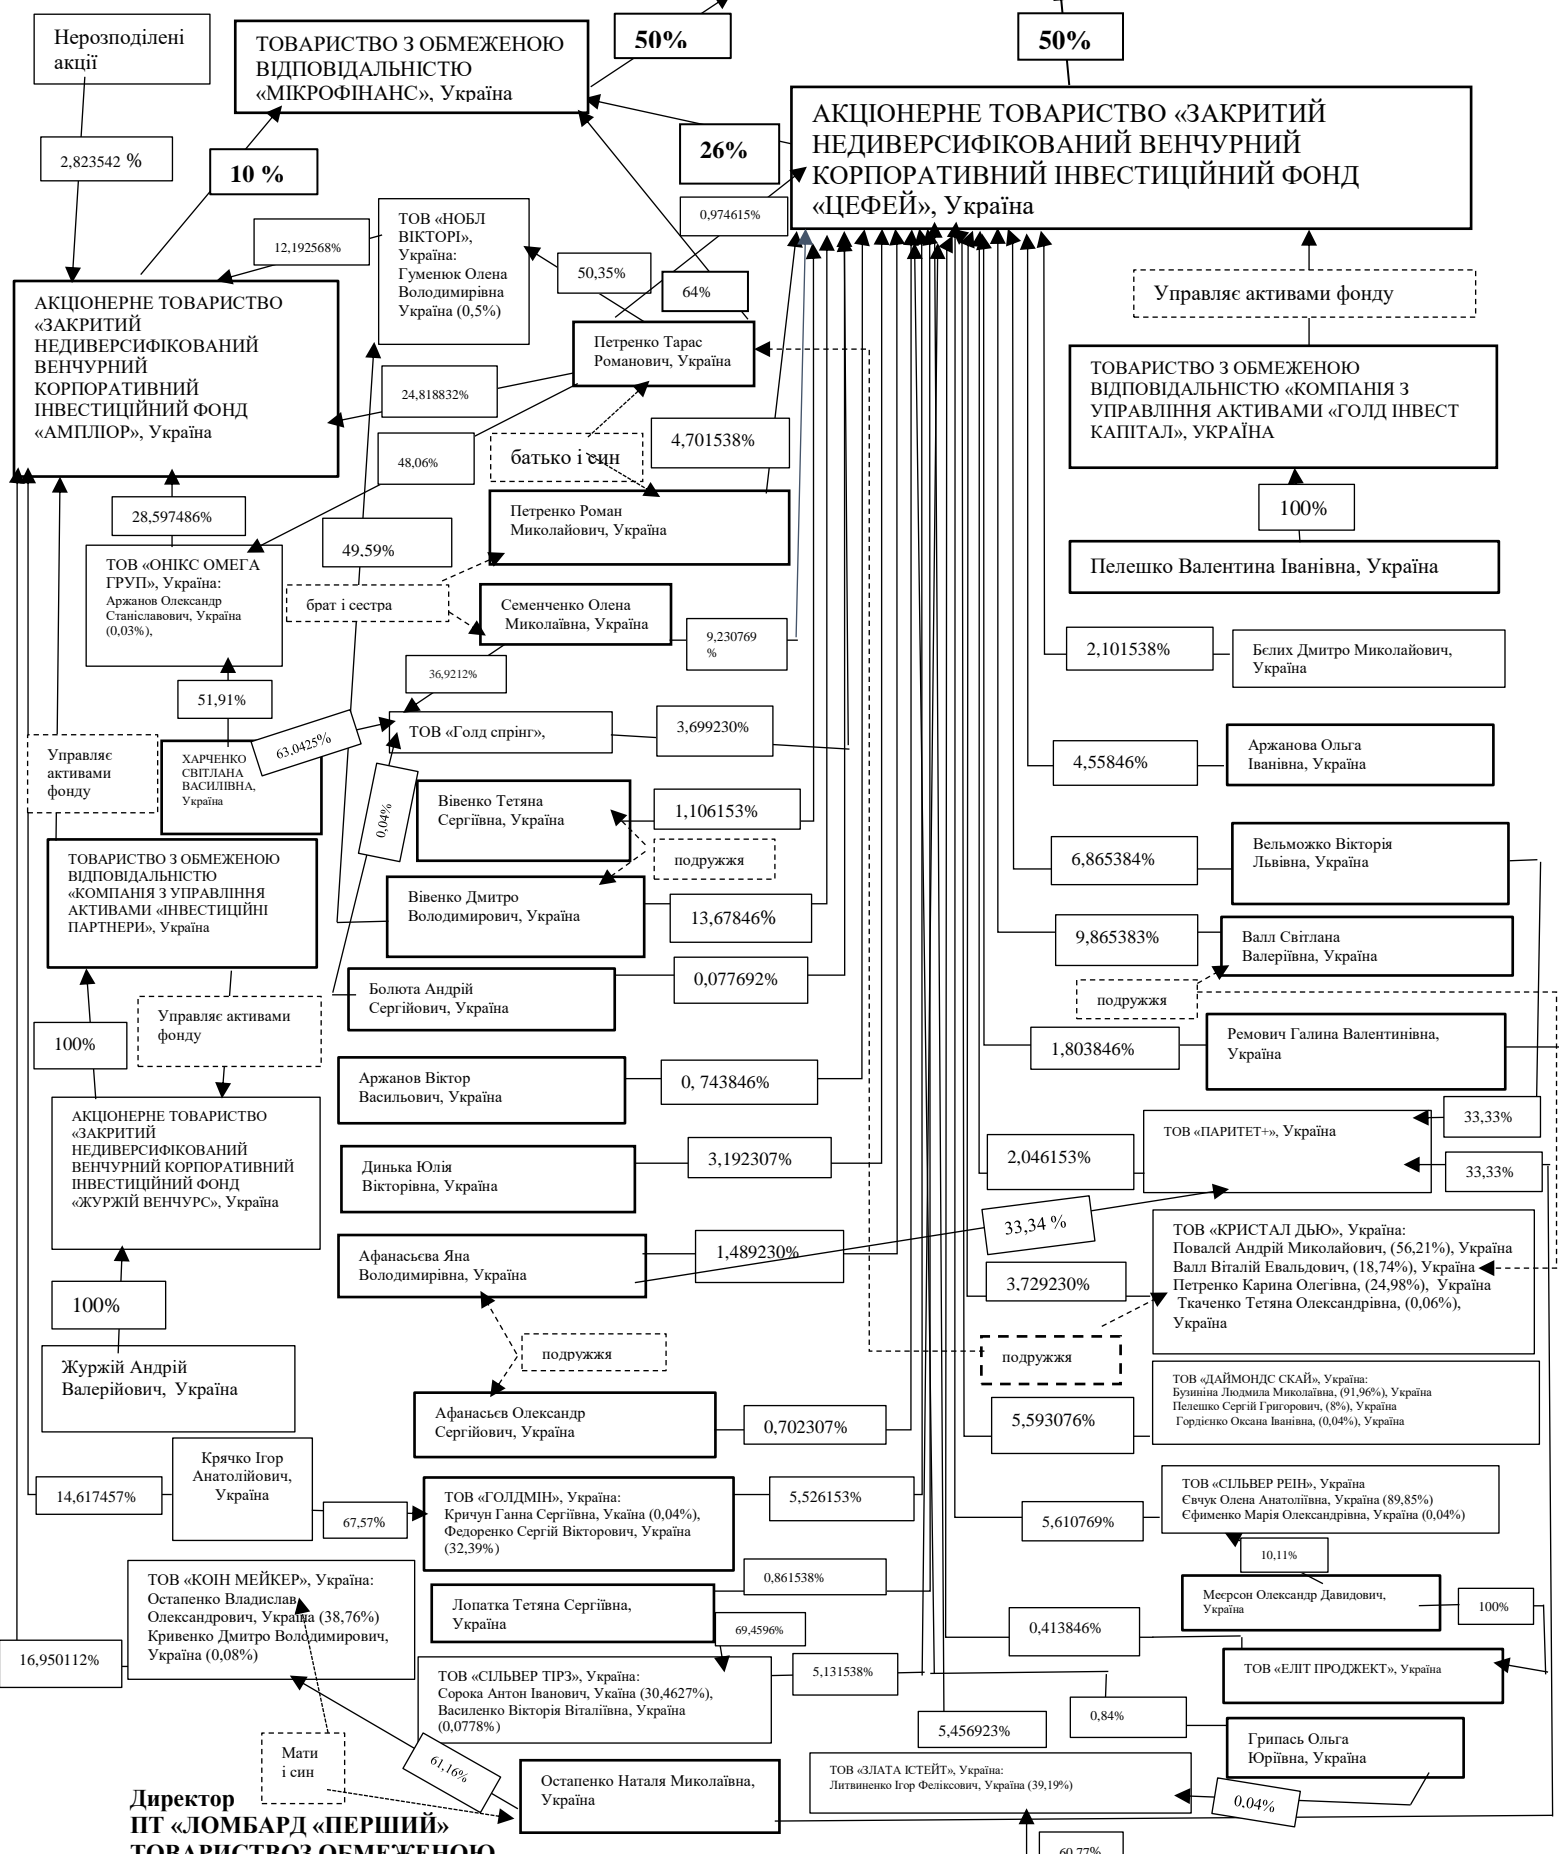 Нерозподілені
акції
ТОВАРИСТВО З ОБМЕЖЕНОЮ
ВІДПОВІДАЛЬНІСТЮ
«МІКРОФІНАНС», Україна
50%
50%
АКЦІОНЕРНЕ ТОВАРИСТВО «ЗАКРИТИЙ
НЕДИВЕРСИФІКОВАНИЙ ВЕНЧУРНИЙ
КОРПОРАТИВНИЙ ІНВЕСТИЦІЙНИЙ ФОНД
«ЦЕФЕЙ», Україна
2,823542 %
10 %
26%
0,974615%
12,192568%
ТОВ «НОБЛ
ВІКТОРІ»,
Україна:
Гуменюк Олена
Володимирівна
Україна (0,5%)
50,35%
64%
АКЦІОНЕРНЕ ТОВАРИСТВО
«ЗАКРИТИЙ
НЕДИВЕРСИФІКОВАНИЙ
ВЕНЧУРНИЙ
КОРПОРАТИВНИЙ
ІНВЕСТИЦІЙНИЙ ФОНД
«АМПЛІОР», Україна
Управляє активами фонду
Петренко Тарас
Романович, Україна
ТОВАРИСТВО З ОБМЕЖЕНОЮ
ВІДПОВІДАЛЬНІСТЮ «КОМПАНІЯ З
УПРАВЛІННЯ АКТИВАМИ «ГОЛД ІНВЕСТ
КАПІТАЛ», УКРАЇНА
24,818832%
48,06%
батько і син
4,701538%
28,597486%
49,59%
Петренко Роман
Миколайович, Україна
100%
ТОВ «ОНІКС ОМЕГА
ГРУП», Україна:
Аржанов Олександр
Станіславович, Україна
(0,03%),
Пелешко Валентина Іванівна, Україна
брат і сестра
Семенченко Олена
Миколаївна, Україна
9,230769
%
2,101538%
Бєлих Дмитро Миколайович,
Україна
36,9212%
51,91%
63,0425%
ТОВ «Голд спрінг»,
3,699230%
Управляє
активами
фонду
ХАРЧЕНКО
СВІТЛАНА
ВАСИЛІВНА,
Україна
4,55846%
Аржанова Ольга
Іванівна, Україна
0,04%
Вівенко Тетяна
Сергіївна, Україна
1,106153%
подружжя
6,865384%
Вельможко Вікторія
Львівна, Україна
ТОВАРИСТВО З ОБМЕЖЕНОЮ
ВІДПОВІДАЛЬНІСТЮ
«КОМПАНІЯ З УПРАВЛІННЯ
АКТИВАМИ «ІНВЕСТИЦІЙНІ
ПАРТНЕРИ», Україна
Вівенко Дмитро
Володимирович, Україна
13,67846%
9,865383%
Валл Світлана
Валеріївна, Україна
подружжя
Болюта Андрій
Сергійович, Україна
0,077692%
100%
Управляє активами
фонду
1,803846%
Ремович Галина Валентинівна,
Україна
Аржанов Віктор
Васильович, Україна
0, 743846%
АКЦІОНЕРНЕ ТОВАРИСТВО
«ЗАКРИТИЙ
НЕДИВЕРСИФІКОВАНИЙ
ВЕНЧУРНИЙ КОРПОРАТИВНИЙ
ІНВЕСТИЦІЙНИЙ ФОНД
«ЖУРЖІЙ ВЕНЧУРС», Україна
33,33%
2,046153%
ТОВ «ПАРИТЕТ+», Україна
33,33%
Динька Юлія
Вікторівна, Україна
3,192307%
33,34 %
Афанасьєва Яна
Володимирівна, Україна
1,489230%
3,729230%
ТОВ «КРИСТАЛ ДЬЮ», Україна:
Повалєй Андрій Миколайович, (56,21%), Україна
Валл Віталій Евальдович, (18,74%), Україна
Петренко Карина Олегівна, (24,98%), Україна
Ткаченко Тетяна Олександрівна, (0,06%),
Україна
100%
подружжя
подружжя
Журжій Андрій
Валерійович, Україна
Афанасьєв Олександр
Сергійович, Україна
0,702307%
5,593076%
ТОВ «ДАЙМОНДС СКАЙ», Україна:
Бузиніна Людмила Миколаївна, (91,96%), Україна
Пелешко Сергій Григорович, (8%), Україна
Гордієнко Оксана Іванівна, (0,04%), Україна
14,617457%
Крячко Ігор
Анатолійович,
Україна
67,57%
ТОВ «ГОЛДМІН», Україна:
Кричун Ганна Сергіївна, Укаїна (0,04%),
Федоренко Сергій Вікторович, Україна
(32,39%)
5,526153%
5,610769%
ТОВ «СІЛЬВЕР РЕІН», Україна
Євчук Олена Анатоліївна, Україна (89,85%)
Єфименко Марія Олександрівна, Україна (0,04%)
10,11%
ТОВ «КОІН МЕЙКЕР», Україна:
Остапенко Владислав
Олександрович, Україна (38,76%)
Кривенко Дмитро Володимирович,
Україна (0,08%)
Лопатка Тетяна Сергіївна,
Україна
0,861538%
69,4596%
Меєрсон Олександр Давидович,
Україна
100%
16,950112%
0,413846%
ТОВ «ЕЛІТ ПРОДЖЕКТ», Україна
ТОВ «СІЛЬВЕР ТІРЗ», Україна:
Сорока Антон Іванович, Укаїна (30,4627%),
Василенко Вікторія Віталіївна, Україна
(0,0778%)
5,131538%
5,456923%
0,84%
Грипась Ольга
Юріївна, Україна
Мати
і син
61,16%
Остапенко Наталя Миколаївна,
Україна
ТОВ «ЗЛАТА ІСТЕЙТ», Україна:
Литвиненко Ігор Феліксович, Україна (39,19%)
0,04%
Директор
ПТ «ЛОМБАРД «ПЕРШИЙ»
ТОВАРИСТВОЗ ОБМЕЖЕНОЮ
60,77%